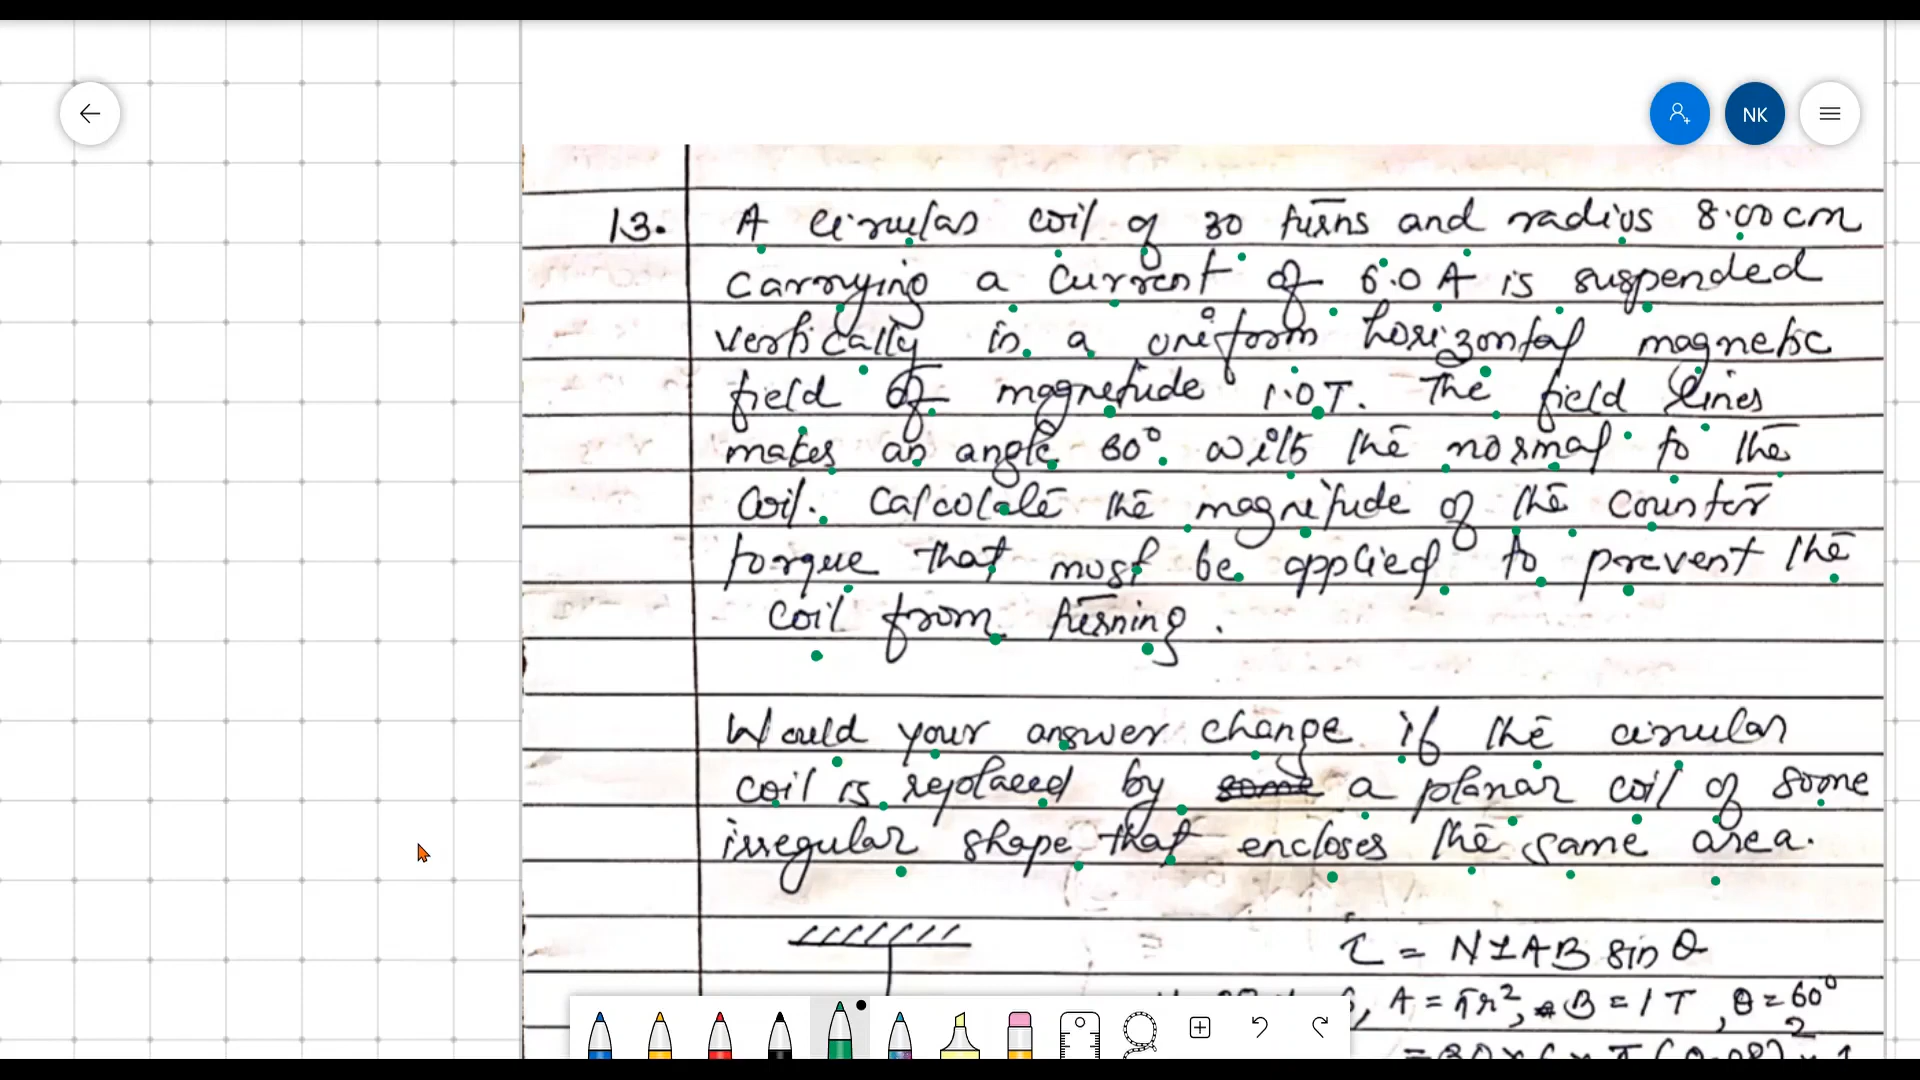 NK
13. A circular coil of 30 turns and radius 8.00 cm
carrying a current of 6.0 A is suspended
vertically in a uniform horizontal magnetic
field of magnetude 1.0T. The field lines
makes an angle 60° with the normal to the
Coil. Calculate the magnitude of the counter
torque that must be applied to prevent the
coil from turning.
Would your answer change if the circular
coil is replaced by some a planar coil of some
irregular shape that encloses the same area.
τ = NIAB sin θ
, A = πr², B = 1 T, θ = 60°